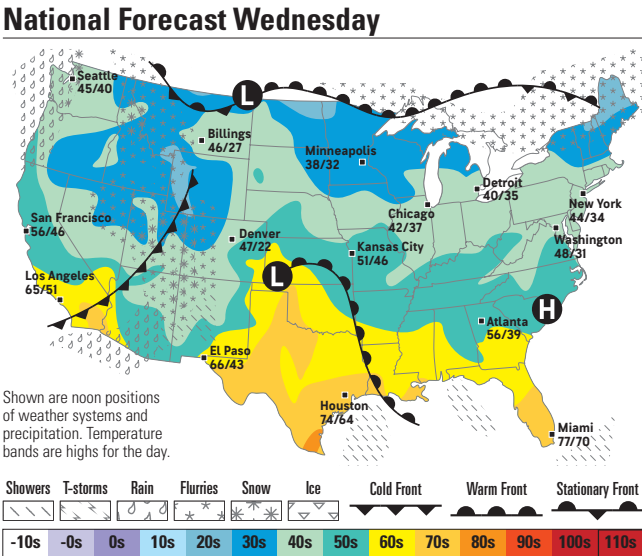 National Forecast Wednesday
Seattle
45/40
L
Billings
46/27
Minneapolis
38/32
Detroit
40/35
New York
44/34
Chicago
42/37
Washington
48/31
San Francisco
56/46
Denver
47/22
Kansas City
51/46
Los Angeles
65/51
L
H
Atlanta
56/39
El Paso
66/43
Houston
74/64
Miami
77/70
Shown are noon positions
of weather systems and
precipitation. Temperature
bands are highs for the day.
Showers T-storms Rain Flurries Snow Ice Cold Front Warm Front Stationary Front
-10s -0s 0s 10s 20s 30s 40s 50s 60s 70s 80s 90s 100s 110s